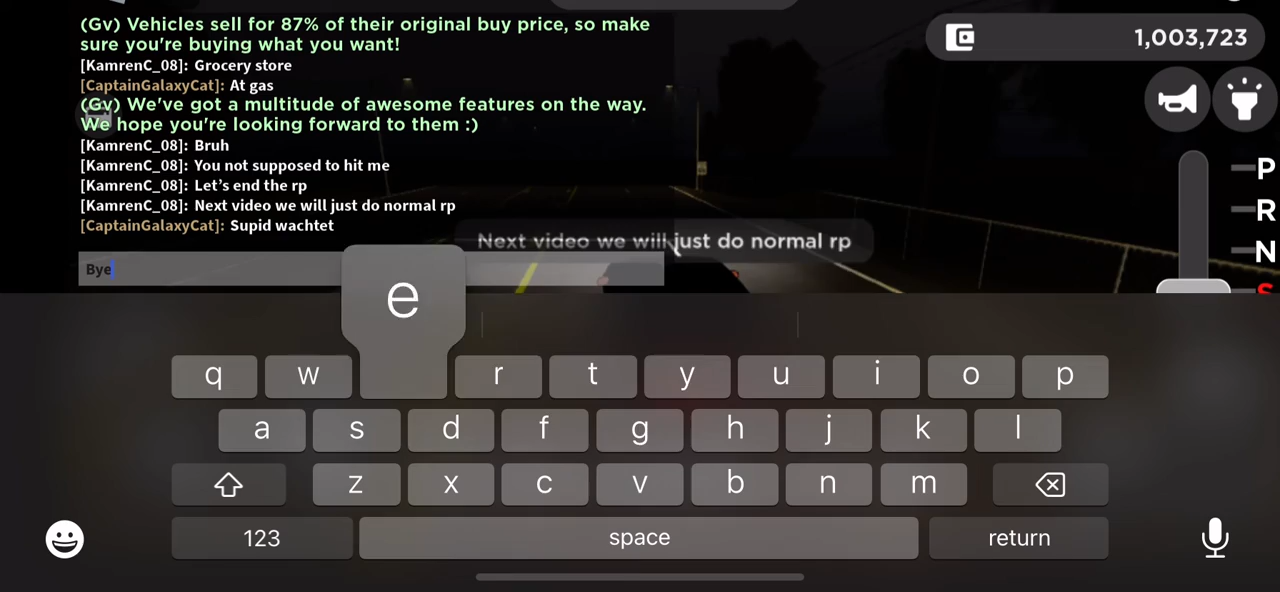 (Gv) Vehicles sell for 87% of their original buy price, so make
sure you're buying what you want!
[KamrenC_08]: Grocery store
[CaptainGalaxyCat]: At gas
(Gv) We've got a multitude of awesome features on the way.
We hope you're looking forward to them :)
[KamrenC_08]: Bruh
[KamrenC_08]: You not supposed to hit me
[KamrenC_08]: Let's end the rp
[KamrenC_08]: Next video we will just do normal rp
[CaptainGalaxyCat]: Supid wachtet
Bye
Next video we will just do normal rp
1,003,723
P
R
N
S
e
q w r t y u i o p
a s d f g h j k l
z x c v b n m
123 space return